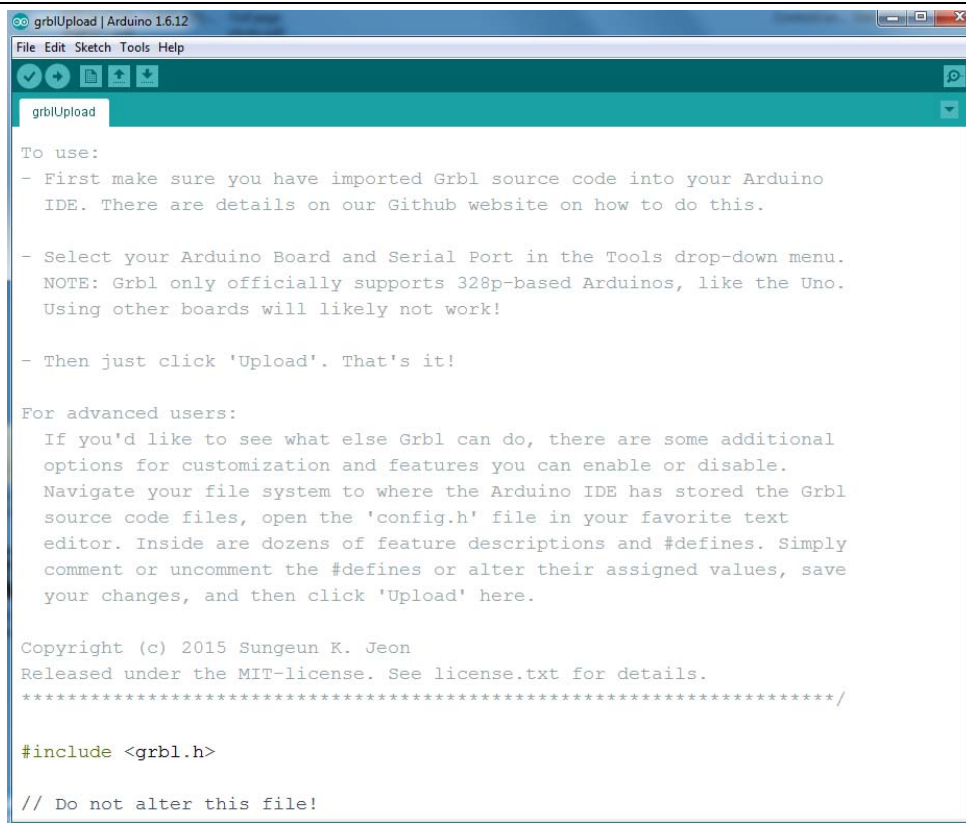 grblUpload | Arduino 1.6.12
File Edit Sketch Tools Help
grblUpload
To use:
- First make sure you have imported Grbl source code into your Arduino
IDE. There are details on our Github website on how to do this.
- Select your Arduino Board and Serial Port in the Tools drop-down menu.
NOTE: Grbl only officially supports 328p-based Arduinos, like the Uno.
Using other boards will likely not work!
- Then just click 'Upload'. That's it!
For advanced users:
If you'd like to see what else Grbl can do, there are some additional
options for customization and features you can enable or disable.
Navigate your file system to where the Arduino IDE has stored the Grbl
source code files, open the 'config.h' file in your favorite text
editor. Inside are dozens of feature descriptions and #defines. Simply
comment or uncomment the #defines or alter their assigned values, save
your changes, and then click 'Upload' here.
Copyright (c) 2015 Sungeun K. Jeon
Released under the MIT-license. See license.txt for details.
***********************************************************************/
#include <grbl.h>
// Do not alter this file!